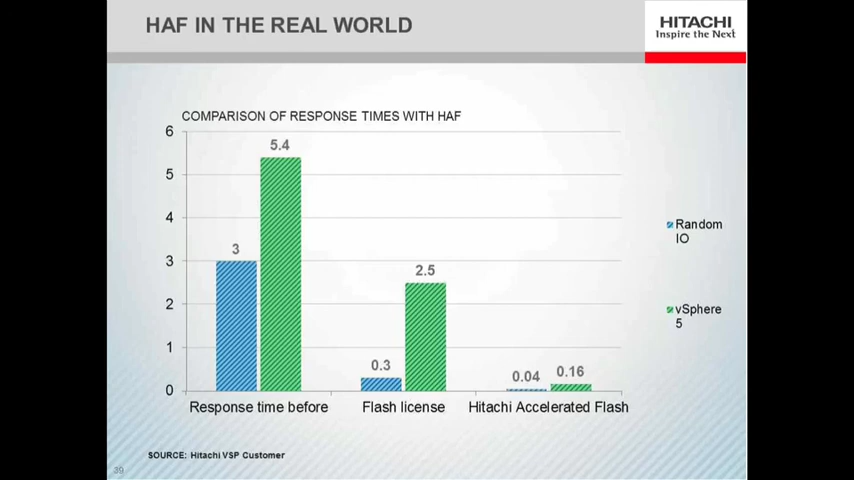 HAF IN THE REAL WORLD
HITACHI
Inspire the Next
COMPARISON OF RESPONSE TIMES WITH HAF
6
5
4
3
2
1
0
3
5.4
0.3
2.5
0.04
0.16
Response time before
Flash license
Hitachi Accelerated Flash
Random
IO
vSphere
5
SOURCE: Hitachi VSP Customer
39